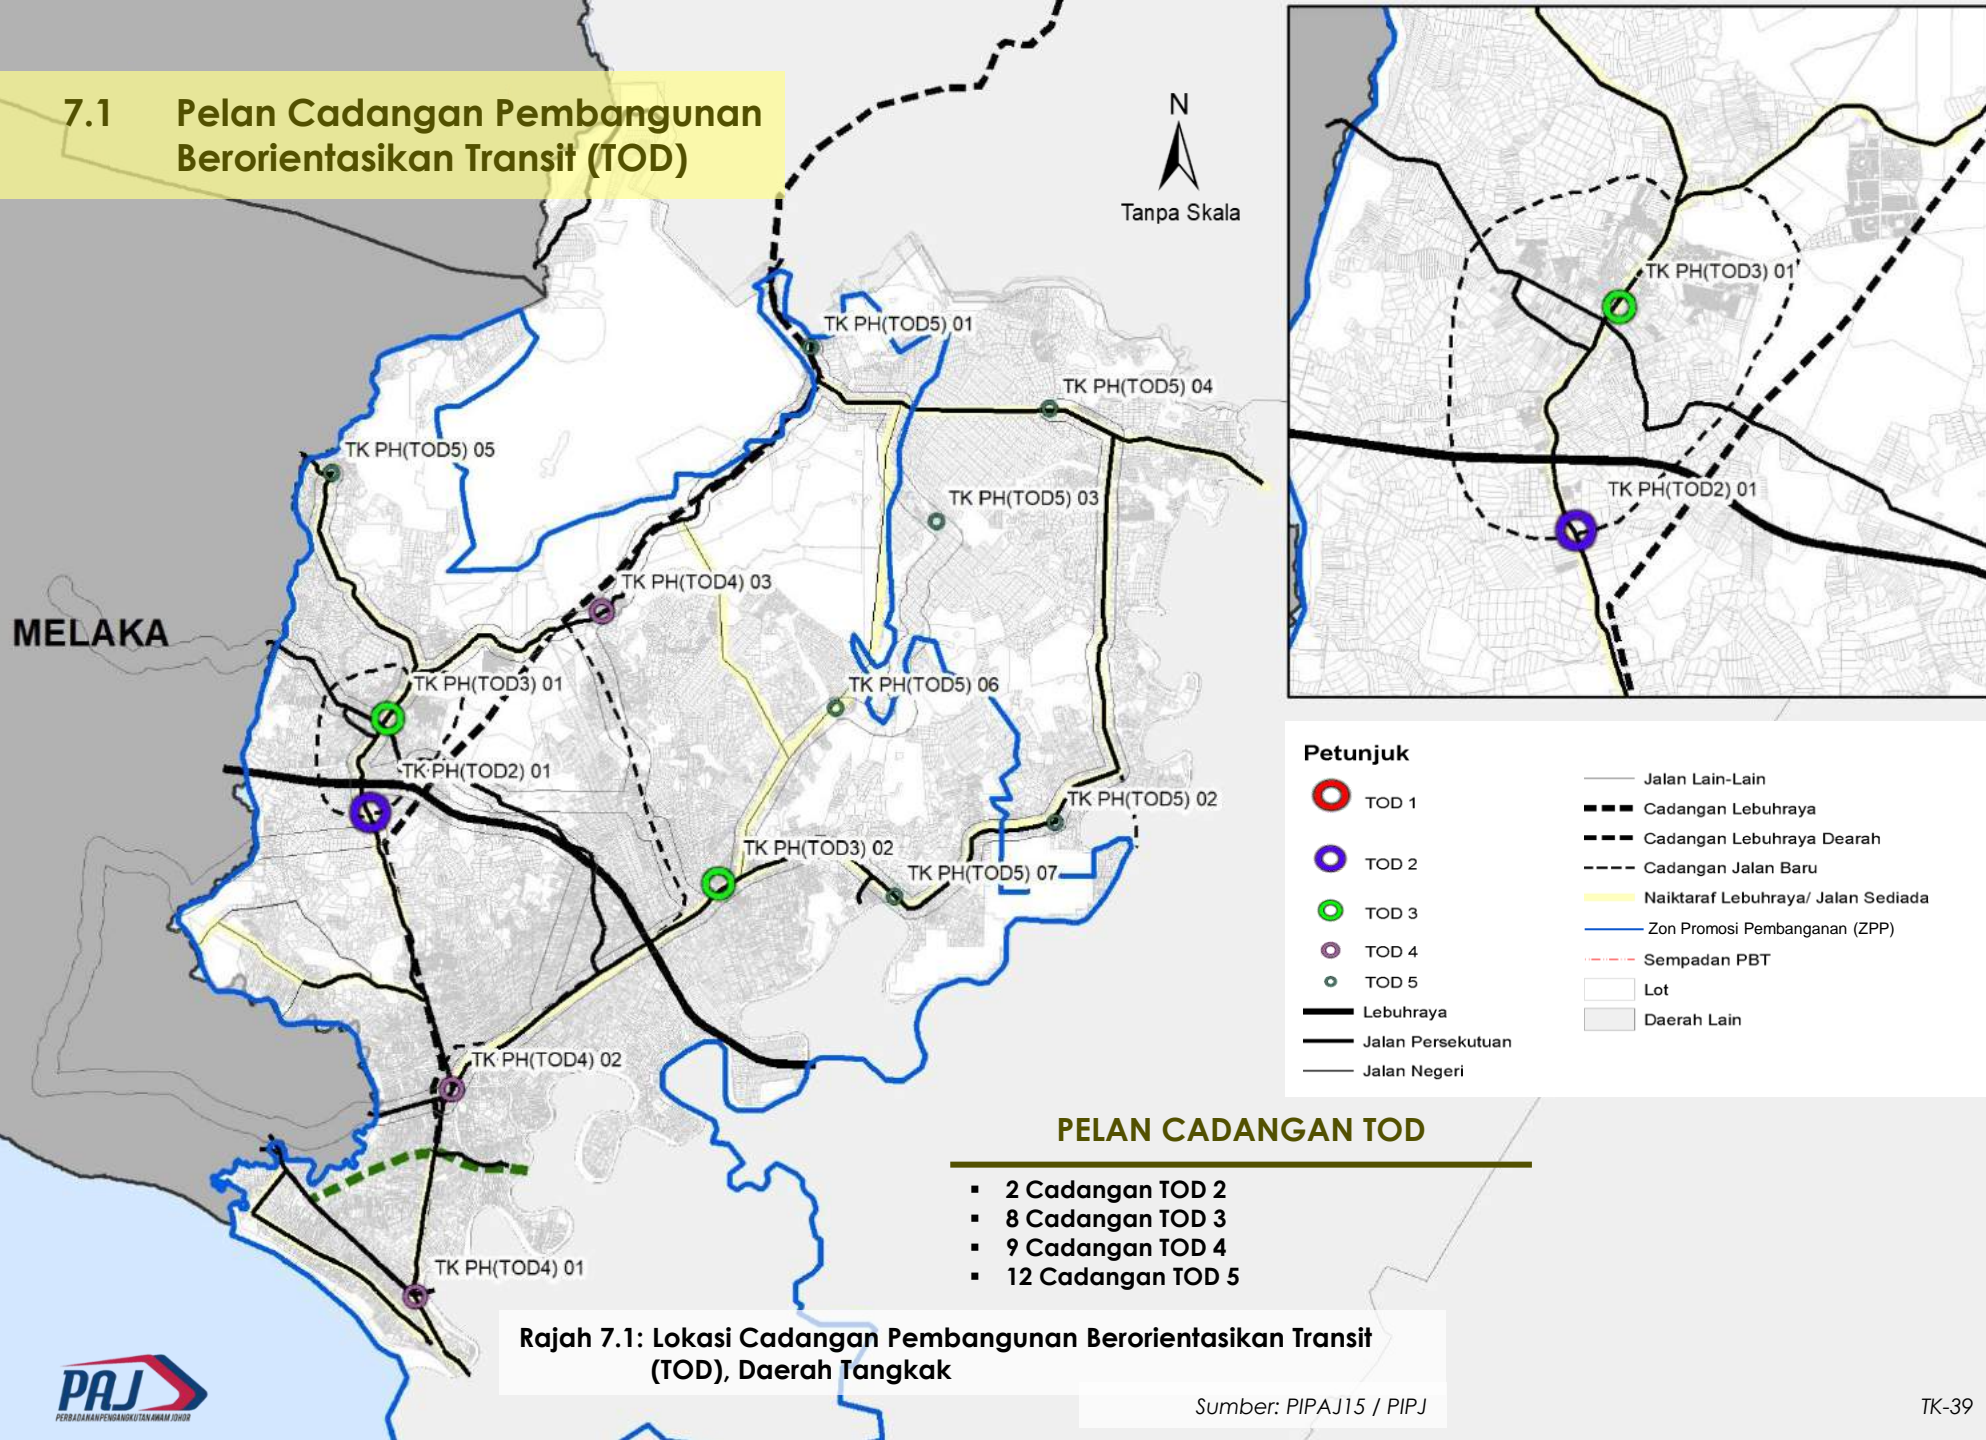 7.1 Pelan Cadangan Pembangunan
Berorientasikan Transit (TOD)
N
Tanpa Skala
MELAKA
TK PH(TOD5) 01
TK PH(TOD5) 04
TK PH(TOD5) 05
TK PH(TOD5) 03
TK PH(TOD4) 03
TK PH(TOD3) 01
TK PH(TOD5) 06
TK PH(TOD2) 01
TK PH(TOD5) 02
TK PH(TOD3) 02
TK PH(TOD5) 07
TK PH(TOD4) 02
TK PH(TOD4) 01
TK PH(TOD3) 01
TK PH(TOD2) 01
Petunjuk
TOD 1
TOD 2
TOD 3
TOD 4
TOD 5
Lebuhraya
Jalan Persekutuan
Jalan Negeri
Jalan Lain-Lain
Cadangan Lebuhraya
Cadangan Lebuhraya Dearah
Cadangan Jalan Baru
Naiktaraf Lebuhraya/ Jalan Sediada
Zon Promosi Pembanganan (ZPP)
Sempadan PBT
Lot
Daerah Lain
PELAN CADANGAN TOD
▪ 2 Cadangan TOD 2
▪ 8 Cadangan TOD 3
▪ 9 Cadangan TOD 4
▪ 12 Cadangan TOD 5
Rajah 7.1: Lokasi Cadangan Pembangunan Berorientasikan Transit
(TOD), Daerah Tangkak
Sumber: PIPAJ15 / PIPJ
PAJ
PERBADANAN PENGANGKUTAN AWAM JOHOR
TK-39